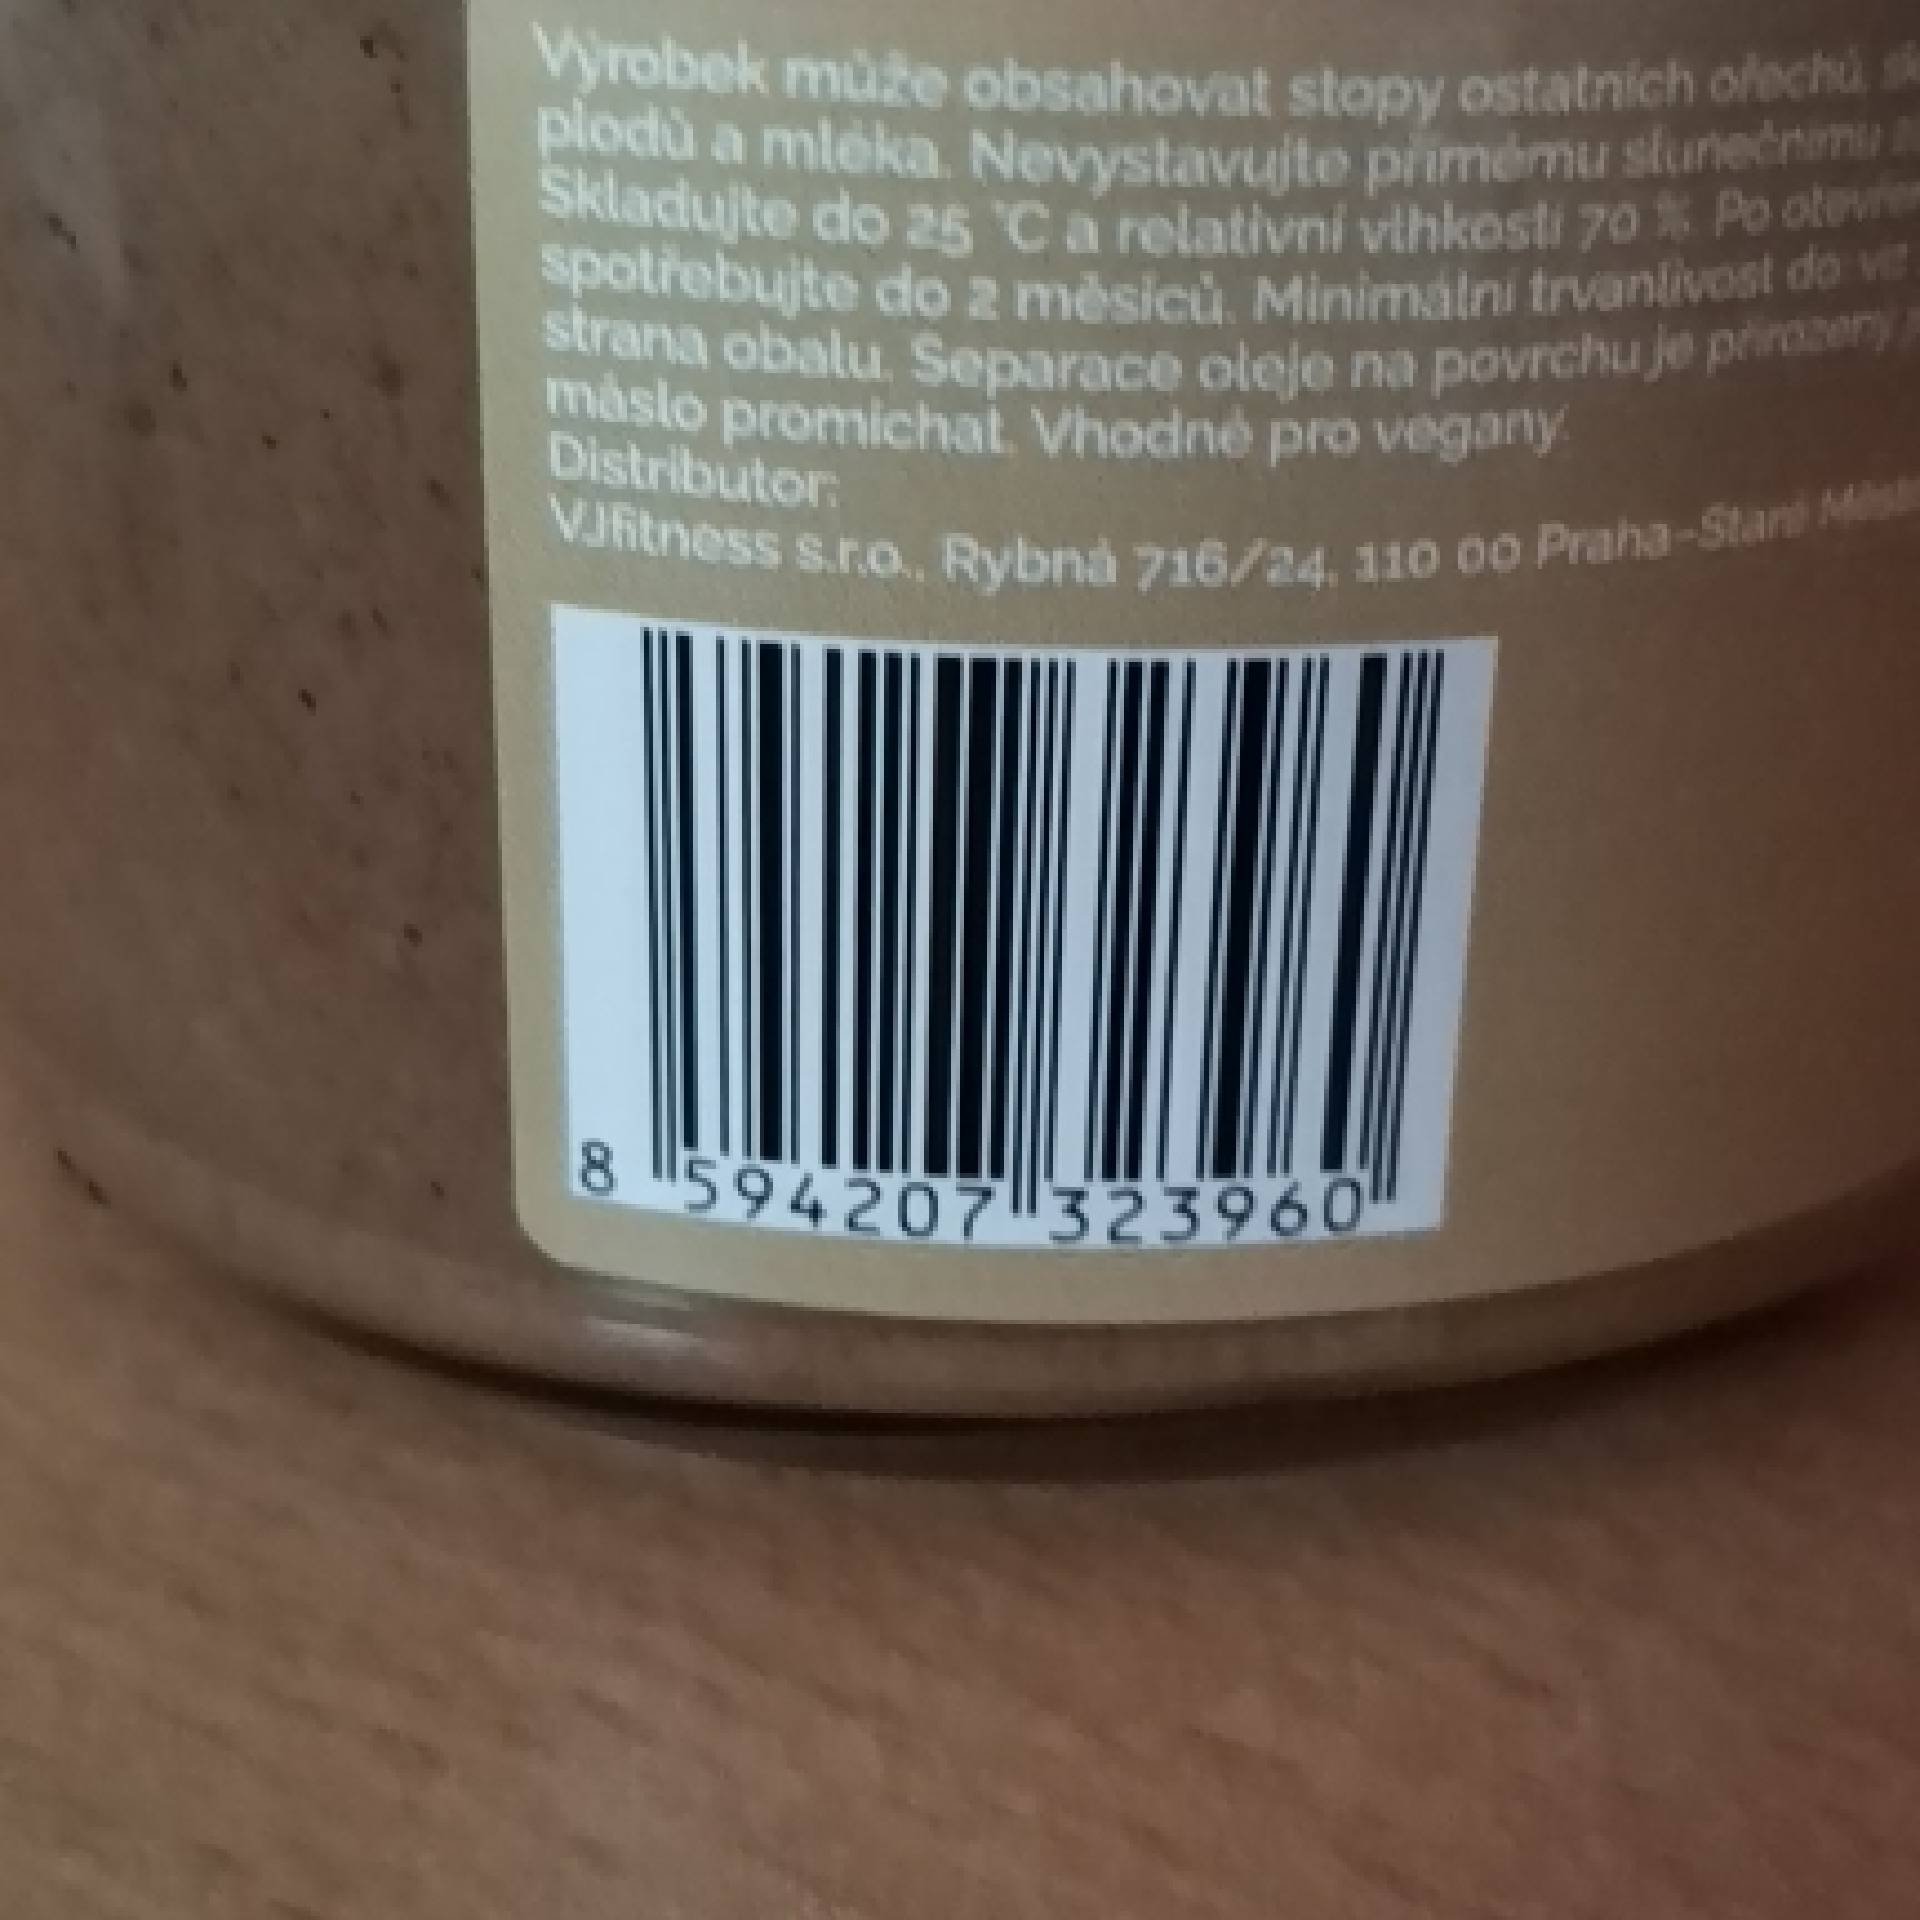 Výrobek může obsahovat stopy ostatních ořechů,
plodů a mléka. Nevystavujte přímému slunečnímu
Skladujte do 25 °C a relativní vlhkosti 70 %. Po
spotřebujte do 2 měsíců. Minimální trvanlivost do viz
strana obalu. Separace oleje na povrchu je přirozený
máslo promíchat. Vhodné pro vegany.
Distributor:
VJfitness s.r.o., Rybná 716/24, 110 00 Praha-Staré
8 594207 323960